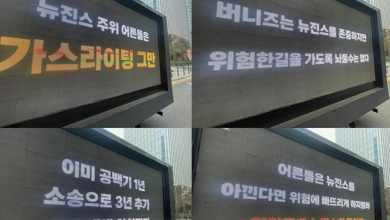 뉴진스 주위 어른들은
가스라이팅 그만
버니즈는 뉴진스를 존중하지만
위험한길을 가도록 놔둘수는 없다
이미 공백기 1년
소송으로 3년 추가
어른들은 뉴진스를
아낀다면 위험에 빠뜨리게 하지말라